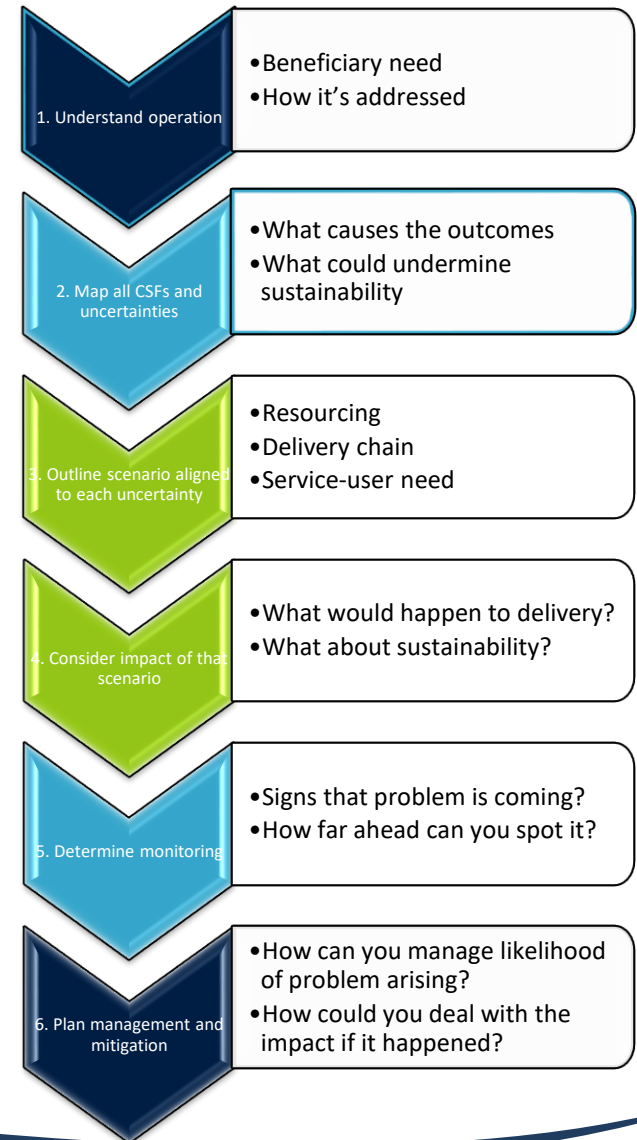 1. Understand operation
•Beneficiary need
•How it's addressed
2. Map all CSFs and
uncertainties
•What causes the outcomes
•What could undermine
sustainability
3. Outline scenario aligned
to each uncertainty
•Resourcing
•Delivery chain
•Service-user need
4. Consider impact of that
scenario
•What would happen to delivery?
•What about sustainability?
5. Determine monitoring
•Signs that problem is coming?
•How far ahead can you spot it?
6. Plan management and
mitigation
•How can you manage likelihood
of problem arising?
•How could you deal with the
impact if it happened?